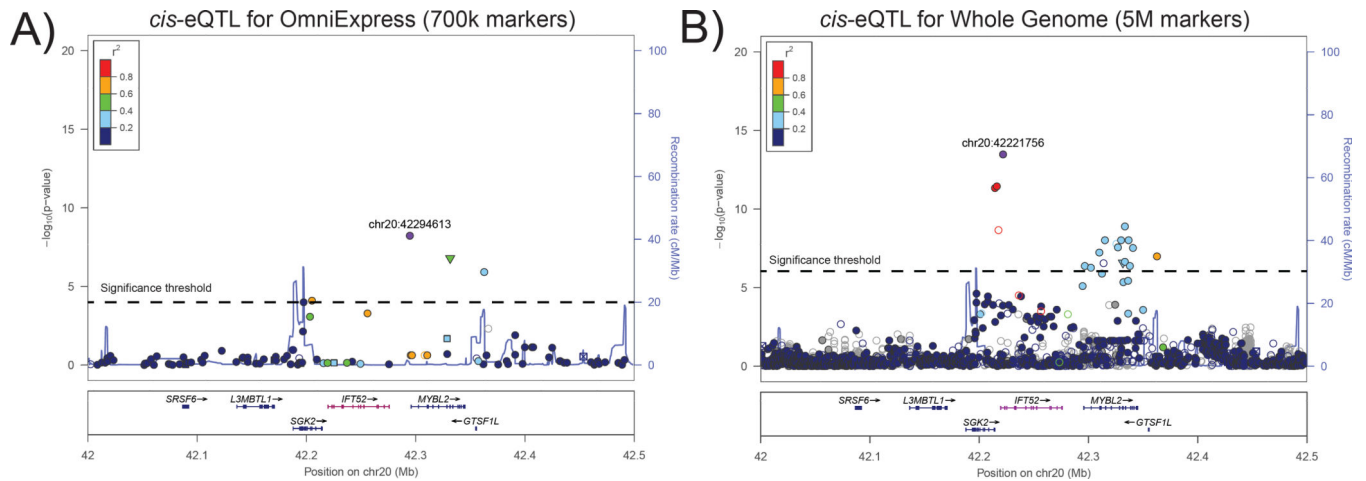 A)
cis-eQTL for OmniExpress (700k markers)
20
15
10
5
0
−log10(p−value)
r²
0.8
0.6
0.4
0.2
chr20:42294613
Significance threshold
100
80
60
40
20
0
Recombination rate (cM/Mb)
SRSF6→
L3MBTL1→
IFT52→
MYBL2→
SGK2→
←GTSF1L
42
42.1
42.2
42.3
42.4
42.5
Position on chr20 (Mb)
B)
cis-eQTL for Whole Genome (5M markers)
20
15
10
5
0
−log10(p−value)
r²
0.8
0.6
0.4
0.2
chr20:42221756
Significance threshold
100
80
60
40
20
0
Recombination rate (cM/Mb)
SRSF6→
L3MBTL1→
IFT52→
MYBL2→
SGK2→
←GTSF1L
42
42.1
42.2
42.3
42.4
42.5
Position on chr20 (Mb)